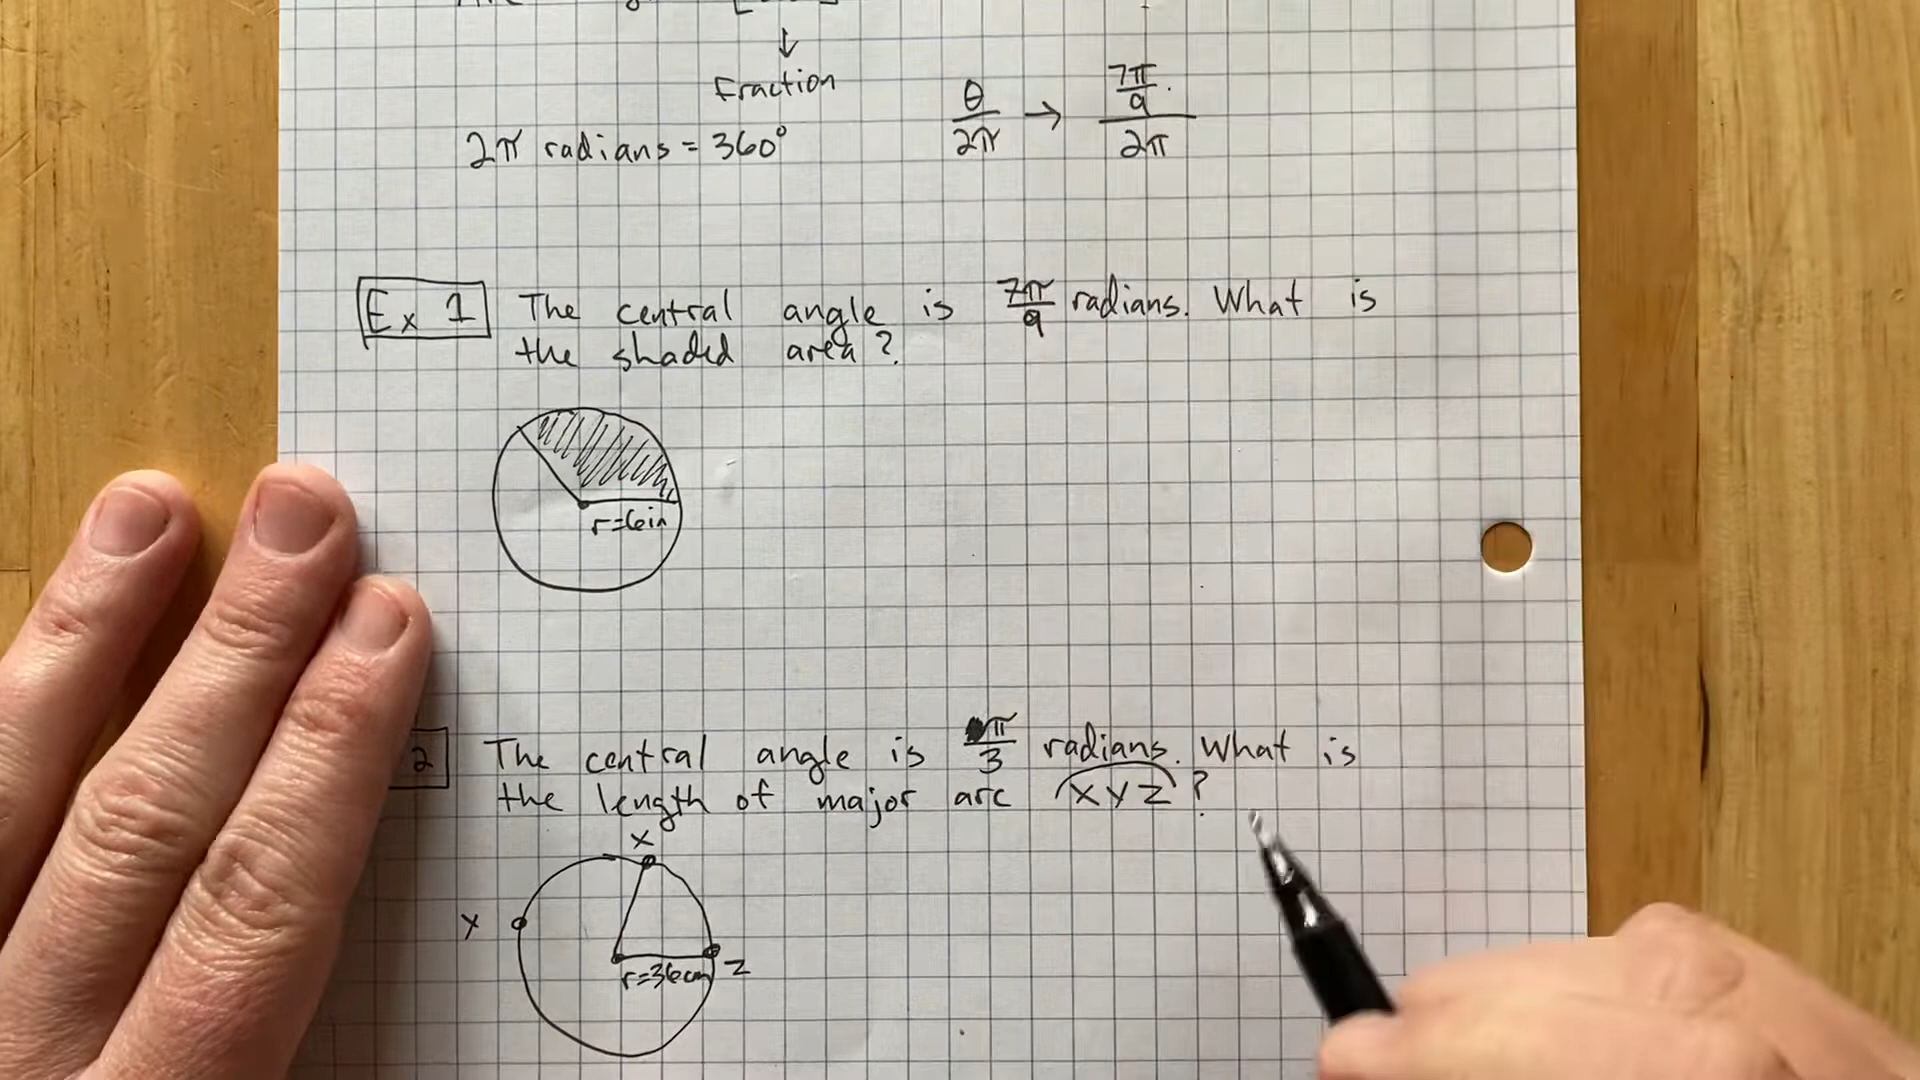 Fraction
2π radians = 360°
θ/2π → (7π/9)/2π
Ex 1 The central angle is 7π/9 radians. What is
the shaded area?
r=6in
2 The central angle is π/3 radians. What is
the length of major arc XYZ?
X
Y
r=36cm
Z